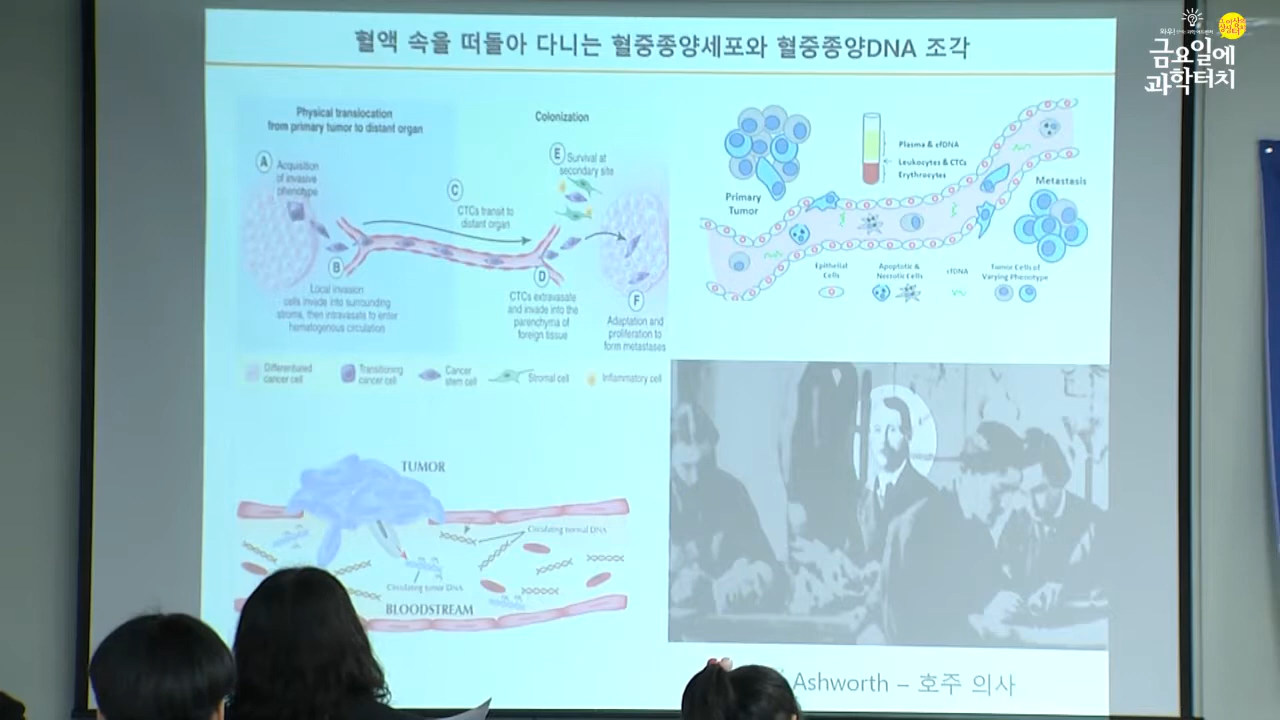 혈액 속을 떠돌아 다니는 혈중종양세포와 혈중종양DNA 조각
금요일에
과학터치
Physical translocation
from primary tumor to distant organ
Colonization
A
Acquisition
of invasive
phenotype
B
Local invasion
cells invade into surrounding
stroma, then intravasate to enter
hematogenous circulation
C
CTCs transit to
distant organ
D
CTCs extravasate
and invade into the
parenchyma of
foreign tissue
E
Survival at
secondary site
F
Adaptation and
proliferation to
form metastases
Differentiated
cancer cell
Transitioning
cancer cell
Cancer
stem cell
Stromal cell
Inflammatory cell
Primary
Tumor
Plasma & cfDNA
Leukocytes & CTCs
Erythrocytes
Metastasis
Epithelial
Cells
Apoptotic &
Necrotic Cells
cfDNA
Tumor Cells of
Varying Phenotype
TUMOR
Circulating normal DNA
Circulating tumor DNA
BLOODSTREAM
Ashworth – 호주 의사